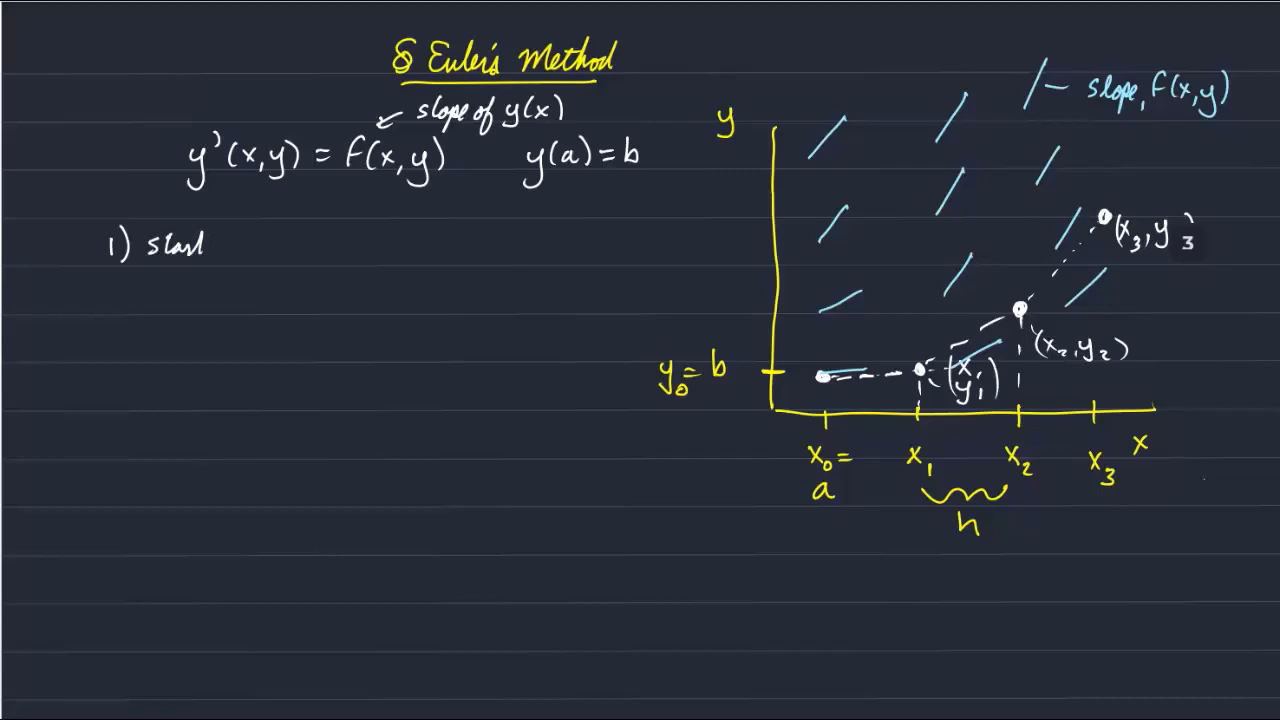 § Euler's Method
slope of y(x)
y'(x,y) = f(x,y) y(a) = b
1) start
y
slope, f(x,y)
(x₃, y₃)
(x₂, y₂)
(x₁
y₁)
y₀ = b
x₀ = x₁ x₂ x₃ x
a
h